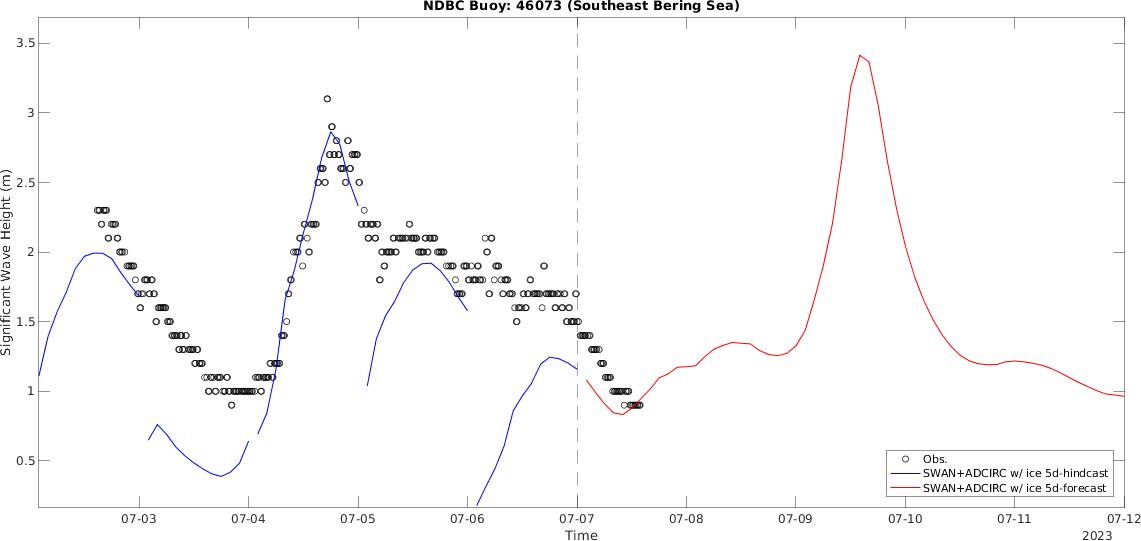 NDBC Buoy: 46073 (Southeast Bering Sea)
Significant Wave Height (m)
3.5
3
2.5
2
1.5
1
0.5
Obs.
SWAN+ADCIRC w/ ice 5d-hindcast
SWAN+ADCIRC w/ ice 5d-forecast
07-03 07-04 07-05 07-06 07-07 07-08 07-09 07-10 07-11 07-12
Time
2023